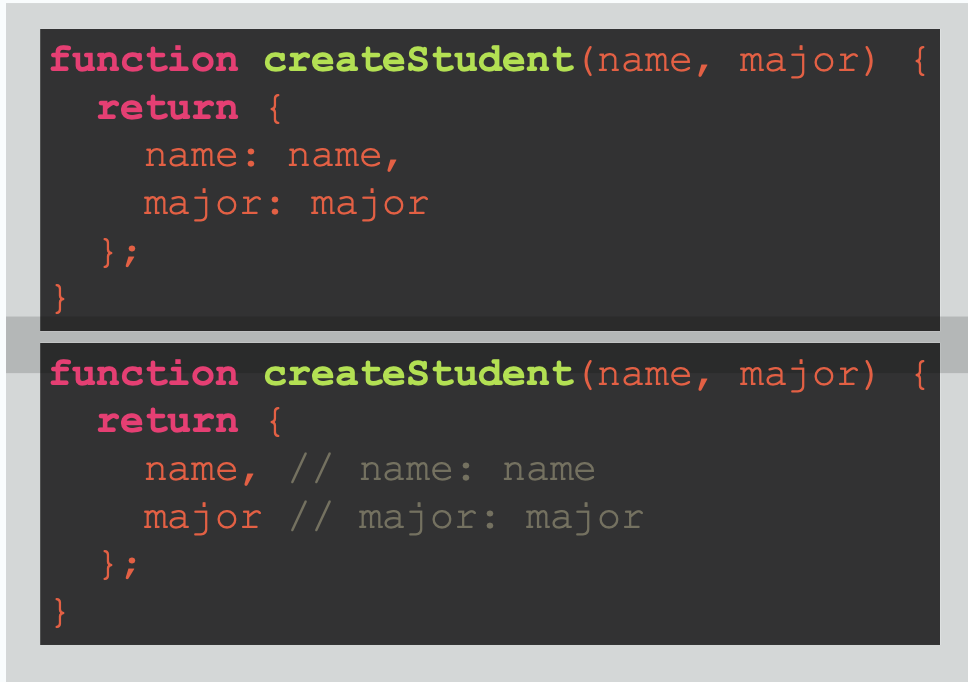 function createStudent(name, major) {
  return {
    name: name,
    major: major
  };
}
function createStudent(name, major) {
  return {
    name, // name: name
    major // major: major
  };
}